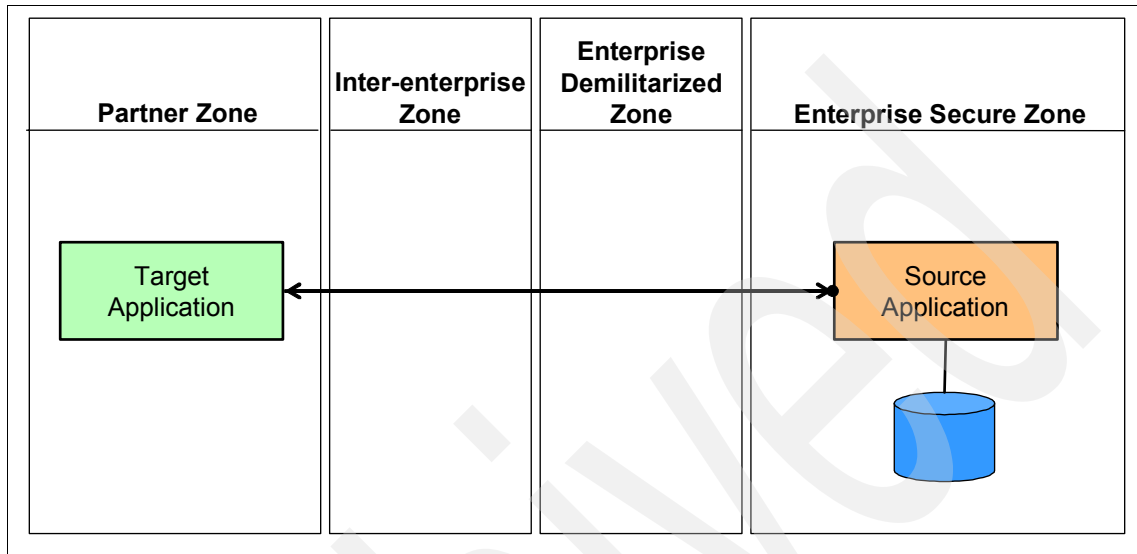 Partner Zone
Inter-enterprise
Zone
Enterprise
Demilitarized
Zone
Enterprise Secure Zone
Target
Application
Source
Application